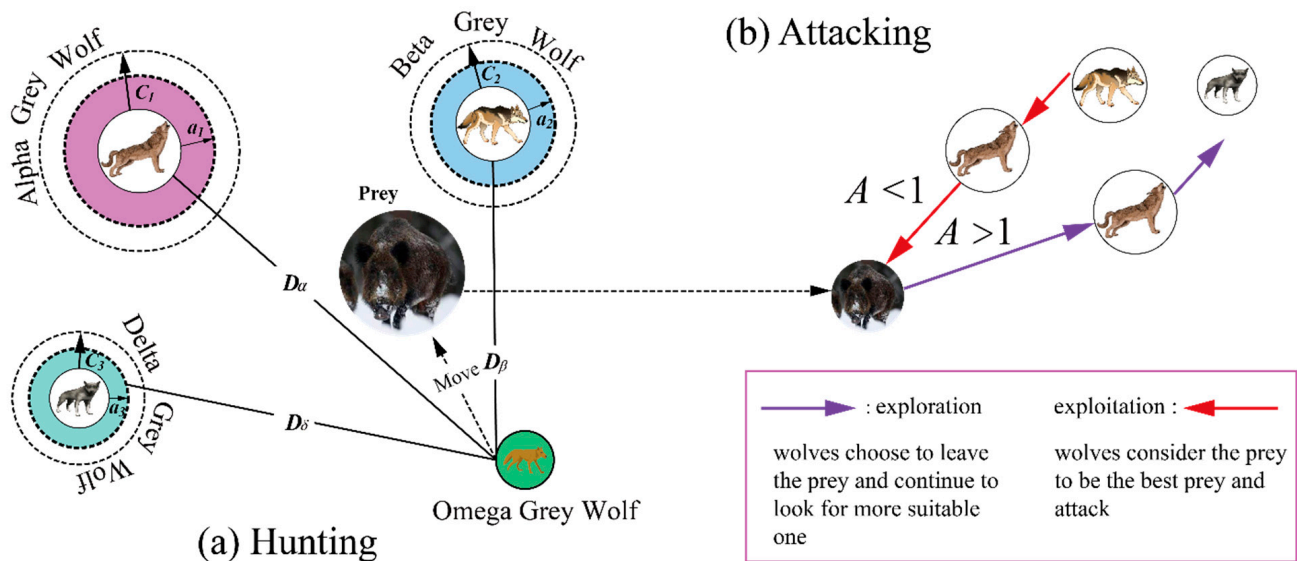 Alpha Grey Wolf
C1
a1
Beta Grey Wolf
C2
a2
Prey
Dα
Move
Dβ
Delta Grey Wolf
C3
a3
Dδ
Omega Grey Wolf
(a) Hunting
(b) Attacking
A < 1
A > 1
: exploration
wolves choose to leave
the prey and continue to
look for more suitable
one
exploitation :
wolves consider the prey
to be the best prey and
attack